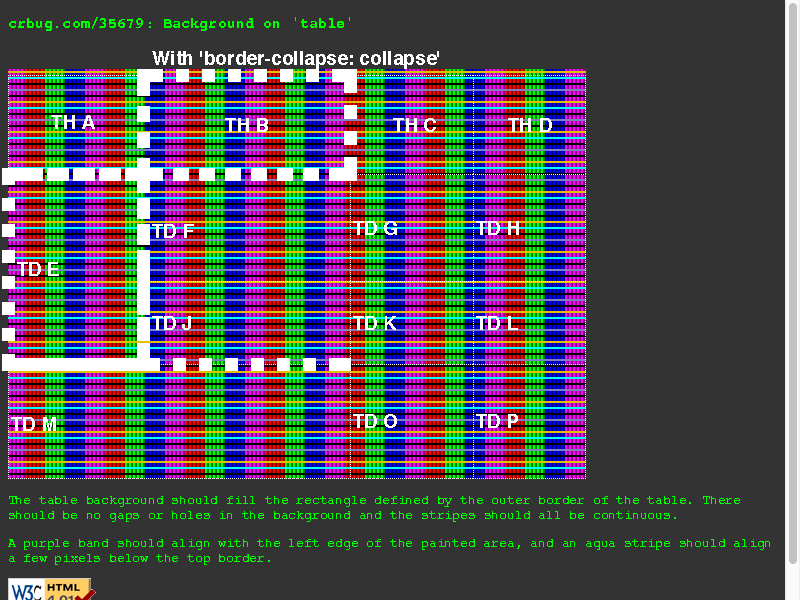 crbug.com/35679: Background on 'table'
With 'border-collapse: collapse'
TH A
TH B
TH C
TH D
TD E
TD F
TD G
TD H
TD J
TD K
TD L
TD M
TD O
TD P
The table background should fill the rectangle defined by the outer border of the table. There
should be no gaps or holes in the background and the stripes should all be continuous.
A purple band should align with the left edge of the painted area, and an aqua stripe should align
a few pixels below the top border.
W3C HTML
4.01